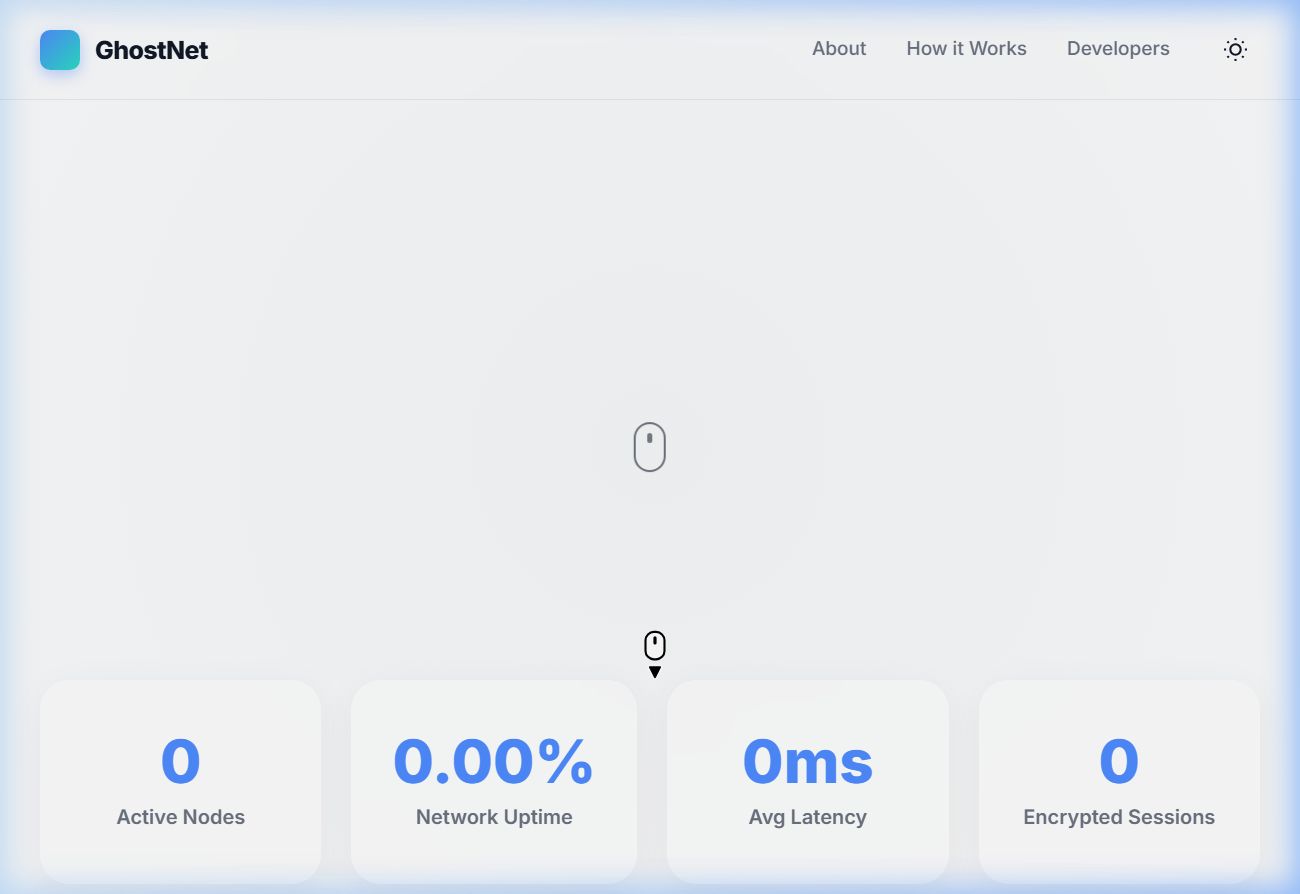 GhostNet
About
How it Works
Developers
0
Active Nodes
0.00%
Network Uptime
0ms
Avg Latency
0
Encrypted Sessions